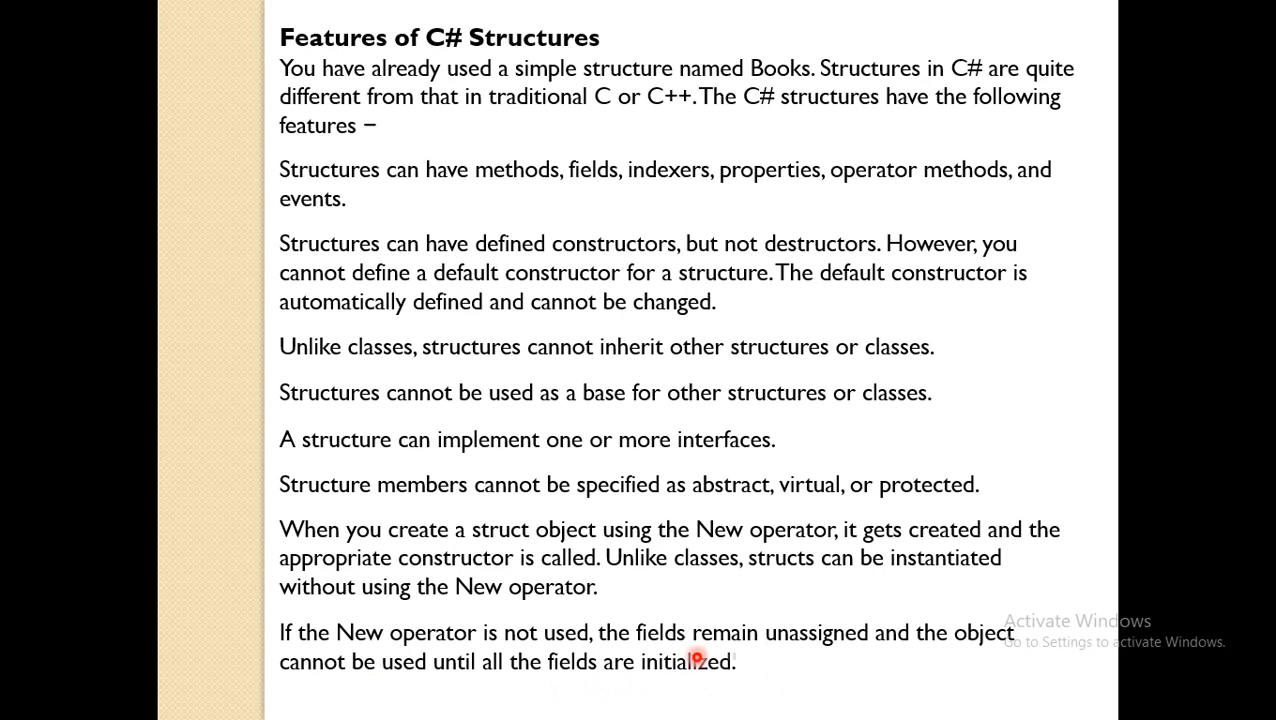 Features of C# Structures
You have already used a simple structure named Books. Structures in C# are quite
different from that in traditional C or C++. The C# structures have the following
features –
Structures can have methods, fields, indexers, properties, operator methods, and
events.
Structures can have defined constructors, but not destructors. However, you
cannot define a default constructor for a structure. The default constructor is
automatically defined and cannot be changed.
Unlike classes, structures cannot inherit other structures or classes.
Structures cannot be used as a base for other structures or classes.
A structure can implement one or more interfaces.
Structure members cannot be specified as abstract, virtual, or protected.
When you create a struct object using the New operator, it gets created and the
appropriate constructor is called. Unlike classes, structs can be instantiated
without using the New operator.
If the New operator is not used, the fields remain unassigned and the object
cannot be used until all the fields are initialized.
Activate Windows
Go to Settings to activate Windows.